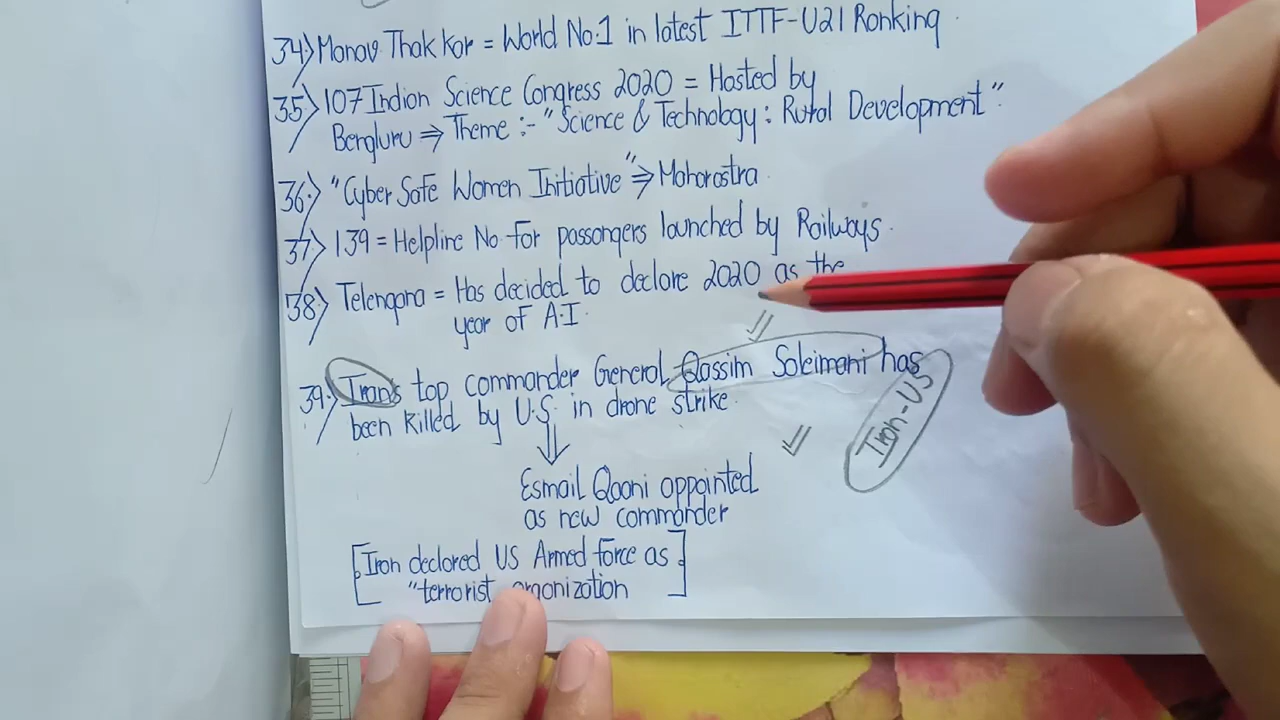 34) Manav Thakkar = World No.1 in latest ITTF-U21 Ranking
35) 107 Indian Science Congress 2020 = Hosted by
Bengluru ⇒ Theme :- "Science & Technology: Rural Development"
36) "Cyber Safe Women Initiative" ⇒ Maharastra
37) 139 = Helpline No. for passangers launched by Railways.
38) Telengana = Has decided to declare 2020 as the
year of A.I.
39) Iran's top commander General Qassim Soleimani has
been killed by U.S. in drone strike.
Iran-US
Esmail Qaani appointed
as new commander
[Iran declared US Armed force as
"terrorist organization]